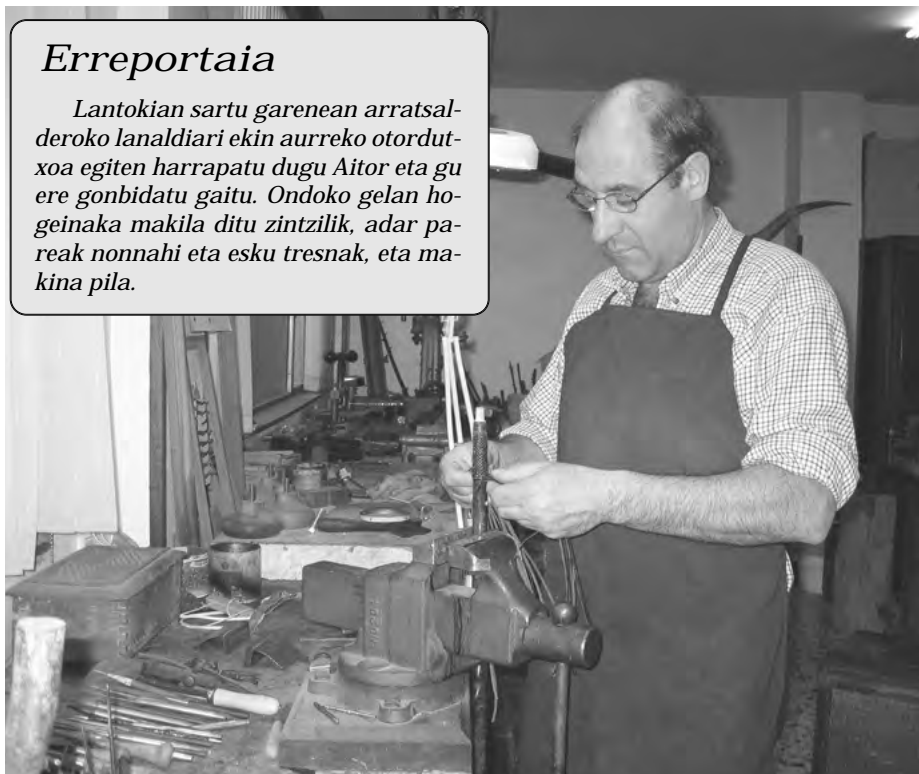 Erreportaia
Lantokian sartu garenean arratsal-
deroko lanaldiari ekin aurreko otordut-
xoa egiten harrapatu dugu Aitor eta gu
ere gonbidatu gaitu. Ondoko gelan ho-
geinaka makila ditu zintzilik, adar pa-
reak nonnahi eta esku tresnak, eta ma-
kina pila.